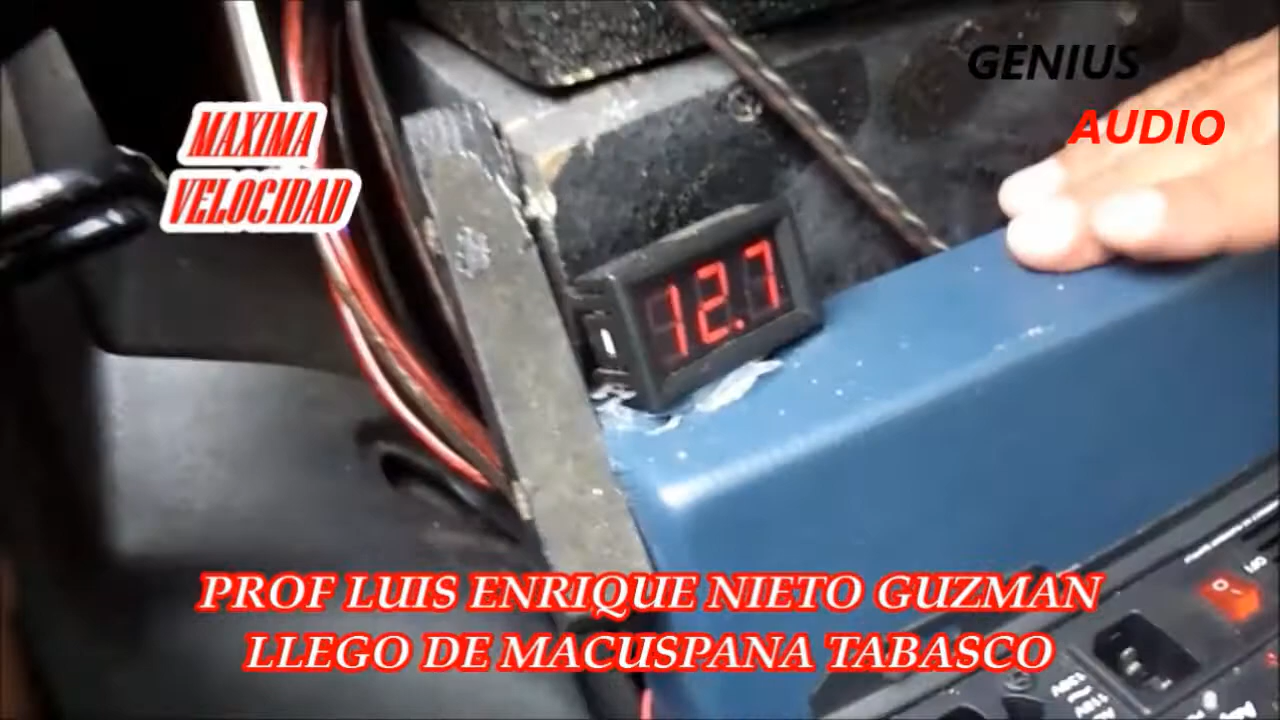 GENIUS
AUDIO
MAXIMA
VELOCIDAD
12.7
PROF LUIS ENRIQUE NIETO GUZMAN
LLEGO DE MACUSPANA TABASCO